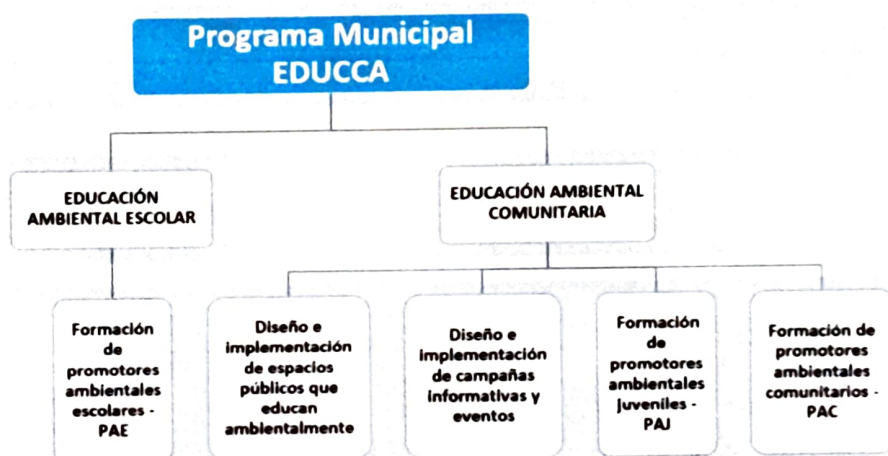 Programa Municipal
EDUCCA
EDUCACIÓN
AMBIENTAL ESCOLAR
EDUCACIÓN AMBIENTAL
COMUNITARIA
Formación
de
promotores
ambientales
escolares -
PAE
Diseño e
implementación
de espacios
públicos que
educan
ambientalmente
Diseño e
implementación
de campañas
informativas y
eventos
Formación
de
promotores
ambientales
Juveniles -
PAJ
Formación de
promotores
ambientales
comunitarios -
PAC